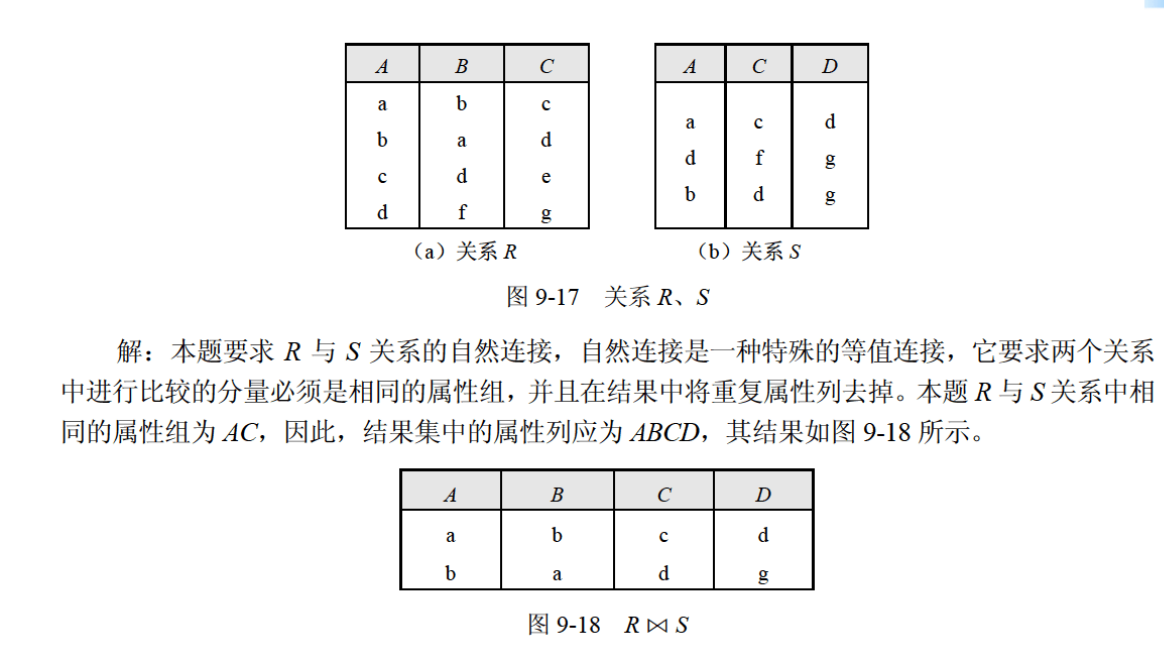 A B C A C D
a b c a c d
b a d d f g
c d e b d g
d f g
（a）关系 R （b）关系 S
图 9-17 关系 R、S
解：本题要求 R 与 S 关系的自然连接，自然连接是一种特殊的等值连接，它要求两个关系
中进行比较的分量必须是相同的属性组，并且在结果中将重复属性列去掉。本题 R 与 S 关系中相
同的属性组为 AC，因此，结果集中的属性列应为 ABCD，其结果如图 9-18 所示。
A B C D
a b c d
b a d g
图 9-18 R ⋈ S